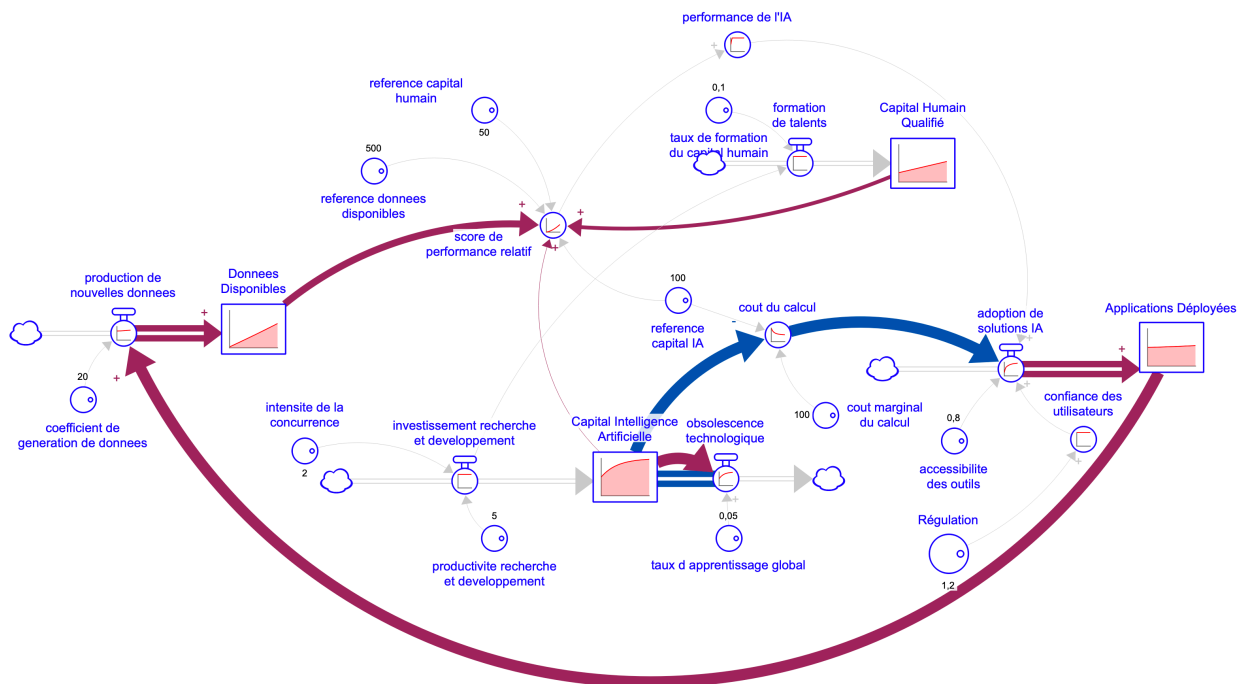 performance de l'IA
reference capital
humain
50
0,1
formation
de talents
Capital Humain
Qualifié
taux de formation
du capital humain
500
reference donnees
disponibles
+
+
+
+
score de
performance relatif
production de
nouvelles donnees
Donnees
Disponibles
+
+
20
coefficient de
generation de donnees
100
reference
capital IA
-
cout du calcul
adoption de
solutions IA
+
Applications Déployées
+
intensite de la
concurrence
2
investissement recherche
et developpement
Capital Intelligence
Artificielle
obsolescence
technologique
100
cout marginal
du calcul
0,8
accessibilite
des outils
+
+
confiance des
utilisateurs
+
5
productivite recherche
et developpement
0,05
+
taux d apprentissage global
Régulation
1,2